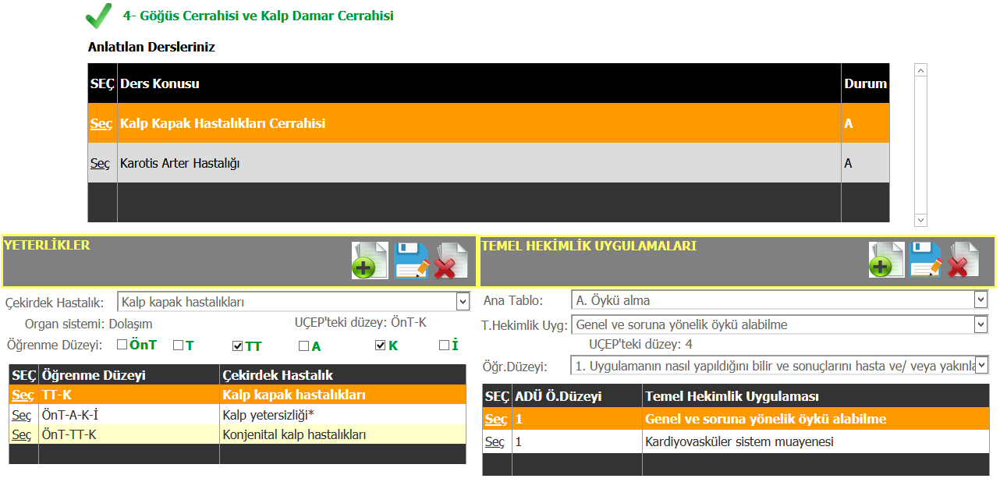 4- Göğüs Cerrahisi ve Kalp Damar Cerrahisi
Anlatılan Dersleriniz
SEÇ Ders Konusu Durum
Seç Kalp Kapak Hastalıkları Cerrahisi A
Seç Karotis Arter Hastalığı A
YETERLİKLER
Çekirdek Hastalık: Kalp kapak hastalıkları
Organ sistemi: Dolaşım UÇEP'teki düzey: ÖnT-K
Öğrenme Düzeyi: ÖnT T TT A K İ
SEÇ Öğrenme Düzeyi Çekirdek Hastalık
Seç TT-K Kalp kapak hastalıkları
Seç ÖnT-A-K-İ Kalp yetersizliği*
Seç ÖnT-TT-K Konjenital kalp hastalıkları
TEMEL HEKİMLİK UYGULAMALARI
Ana Tablo: A. Öykü alma
T.Hekimlik Uyg: Genel ve soruna yönelik öykü alabilme
UÇEP'teki düzey: 4
Öğr.Düzeyi: 1. Uygulamanın nasıl yapıldığını bilir ve sonuçlarını hasta ve/ veya yakınla
SEÇ ADÜ Ö.Düzeyi Temel Hekimlik Uygulaması
Seç 1 Genel ve soruna yönelik öykü alabilme
Seç 1 Kardiyovasküler sistem muayenesi